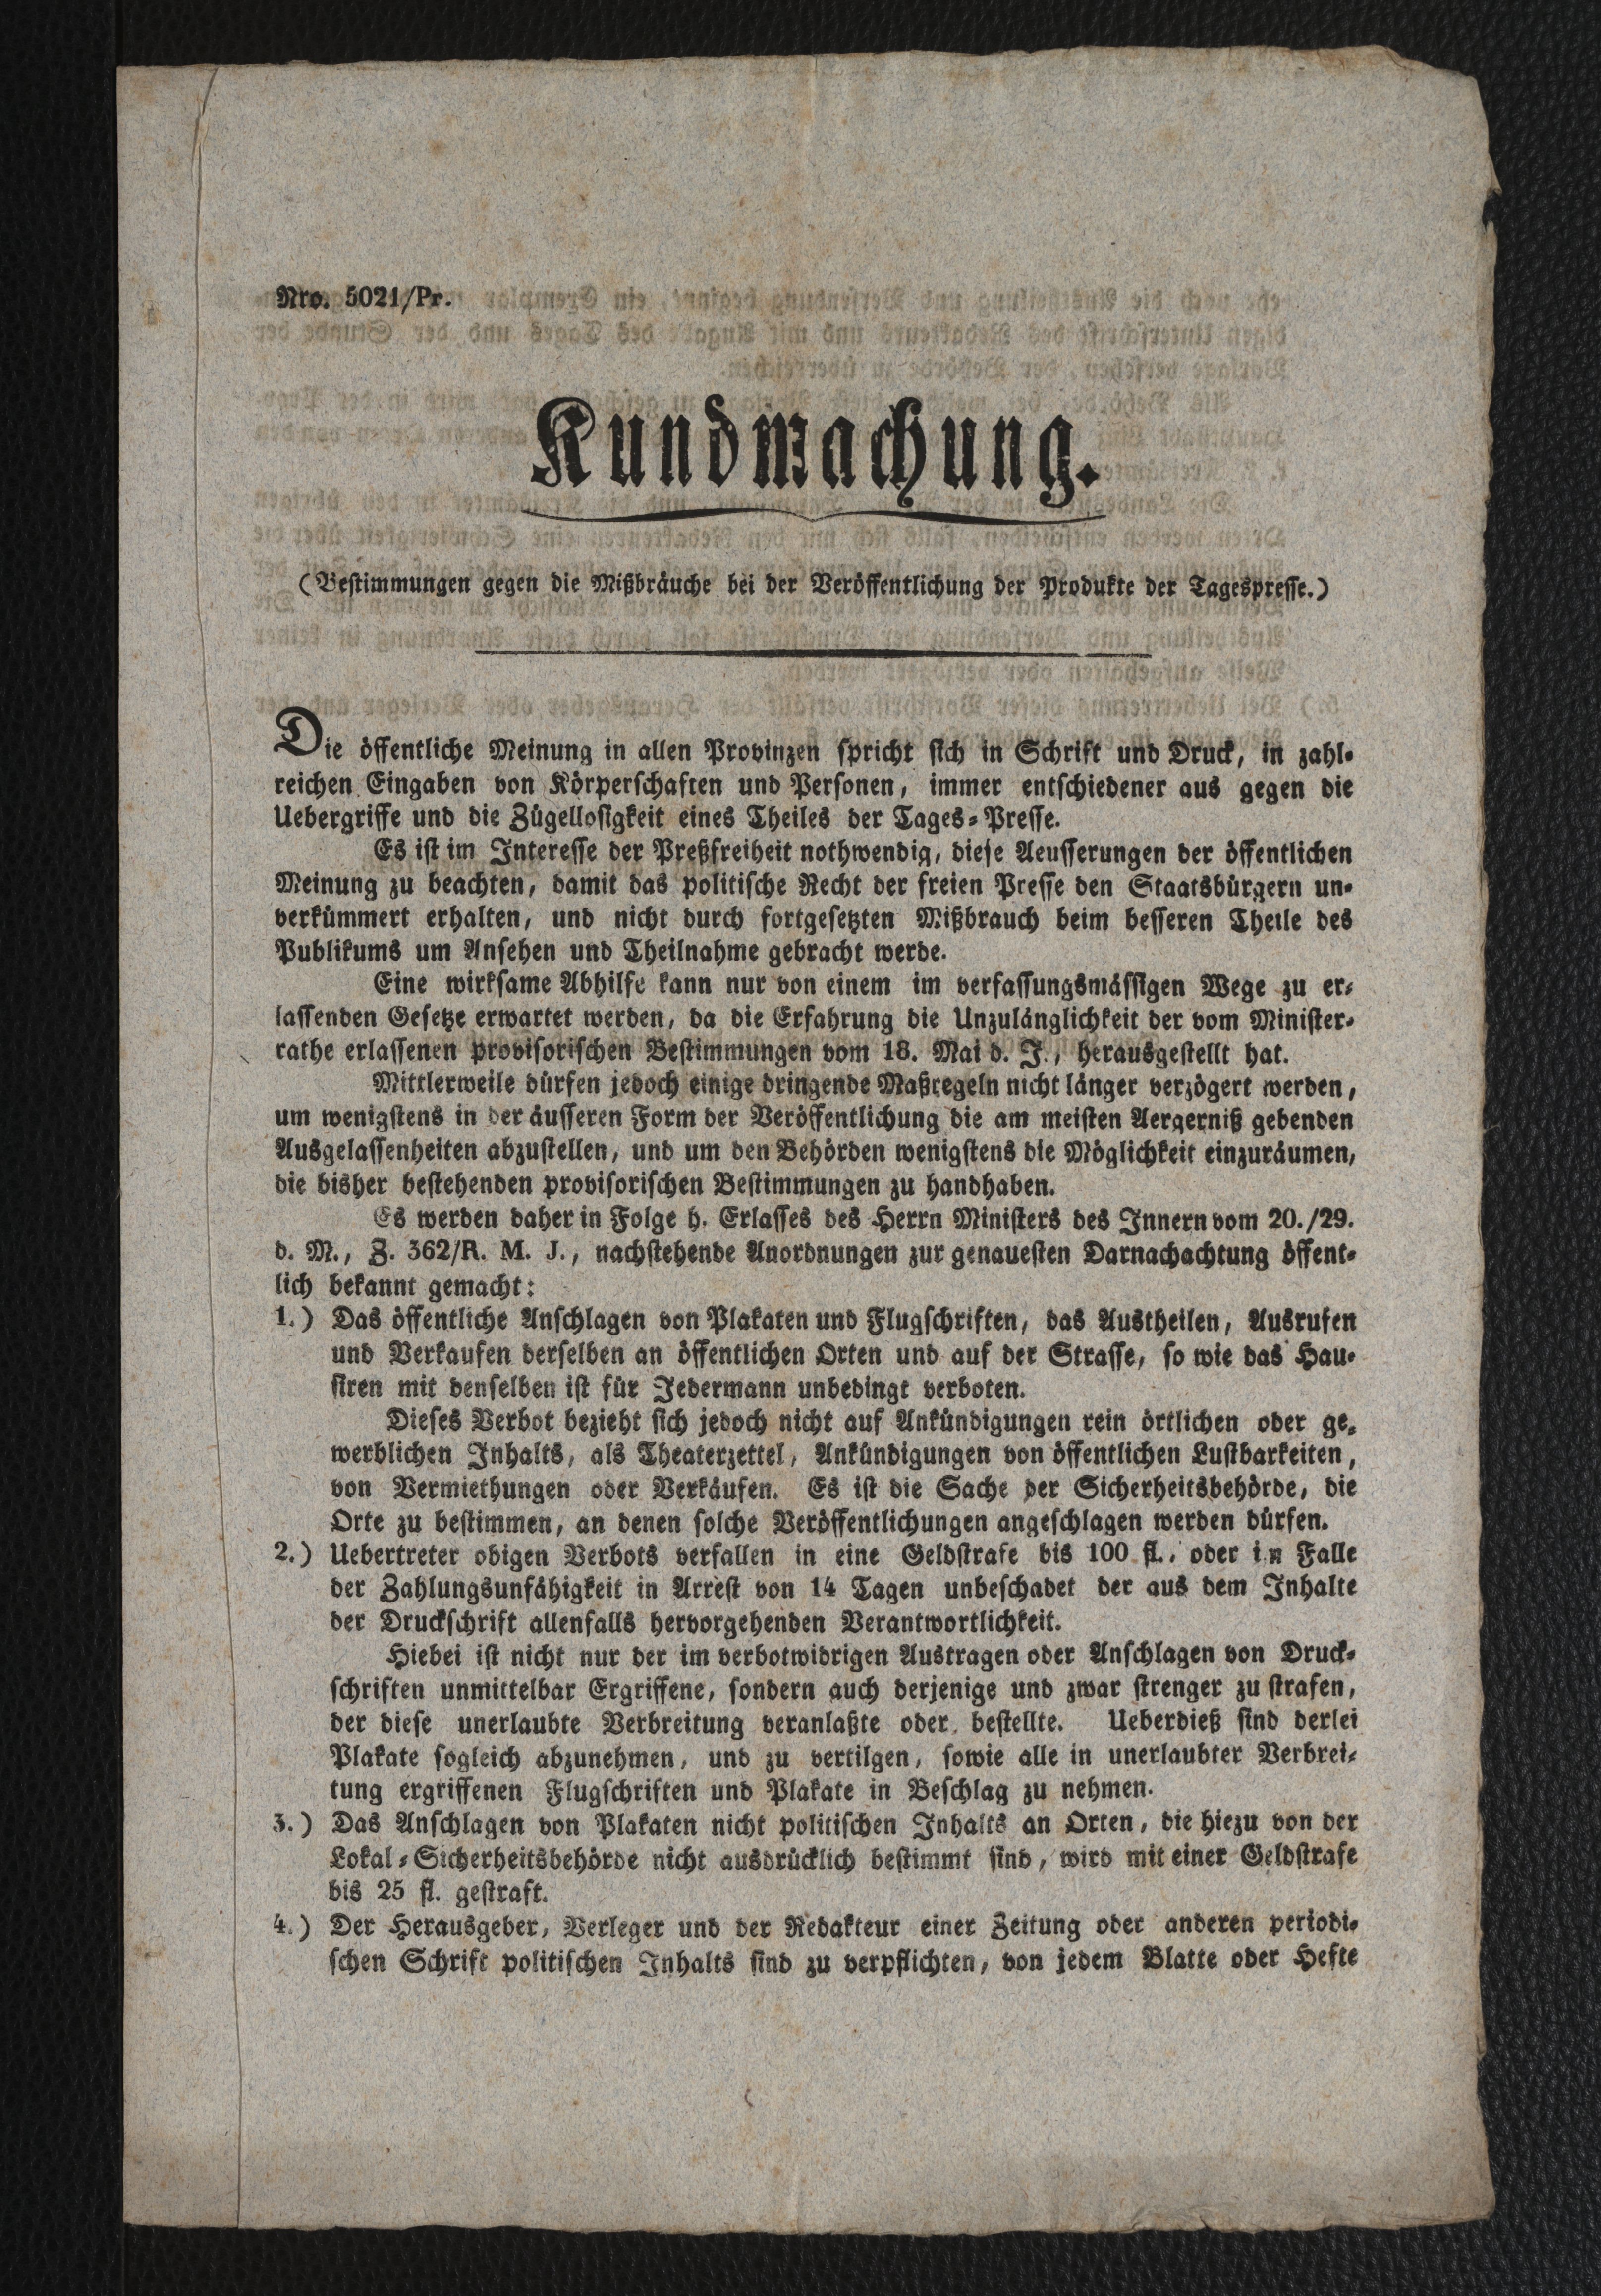 Nro. 5021/Pr.
Kundmachung.
(Bestimmungen gegen die Mißbräuche bei der Veröffentlichung der Produkte der Tagespresse.)
Die öffentliche Meinung in allen Provinzen spricht sich in Schrift und Druck, in zahl-
reichen Eingaben von Körperschaften und Personen, immer entschiedener aus gegen die
Uebergriffe und die Zügellosigkeit eines Theiles der Tages-Presse.
Es ist im Interesse der Preßfreiheit nothwendig, diese Aeusserungen der öffentlichen
Meinung zu beachten, damit das politische Recht der freien Presse den Staatsbürgern un-
verkümmert erhalten, und nicht durch fortgesetzten Mißbrauch beim besseren Theile des
Publikums um Ansehen und Theilnahme gebracht werde.
Eine wirksame Abhilfe kann nur von einem im verfassungsmässigen Wege zu er-
lassenden Gesetze erwartet werden, da die Erfahrung die Unzulänglichkeit der vom Minister-
rathe erlassenen provisorischen Bestimmungen vom 18. Mai d. J., herausgestellt hat.
Mittlerweile dürfen jedoch einige dringende Maßregeln nicht länger verzögert werden,
um wenigstens in der äusseren Form der Veröffentlichung die am meisten Aergerniß gebenden
Ausgelassenheiten abzustellen, und um den Behörden wenigstens die Möglichkeit einzuräumen,
die bisher bestehenden provisorischen Bestimmungen zu handhaben.
Es werden daher in Folge h. Erlasses des Herrn Ministers des Innern vom 20./29.
d. M., Z. 362/R. M. J., nachstehende Anordnungen zur genauesten Darnachachtung öffent-
lich bekannt gemacht:
1.) Das öffentliche Anschlagen von Plakaten und Flugschriften, das Austheilen, Ausrufen
und Verkaufen derselben an öffentlichen Orten und auf der Strasse, so wie das Hau-
siren mit denselben ist für Jedermann unbedingt verboten.
Dieses Verbot bezieht sich jedoch nicht auf Ankündigungen rein örtlichen oder ge-
werblichen Inhalts, als Theaterzettel, Ankündigungen von öffentlichen Lustbarkeiten,
von Vermiethungen oder Verkäufen. Es ist die Sache der Sicherheitsbehörde, die
Orte zu bestimmen, an denen solche Veröffentlichungen angeschlagen werden dürfen.
2.) Uebertreter obigen Verbots verfallen in eine Geldstrafe bis 100 fl., oder in Falle
der Zahlungsunfähigkeit in Arrest von 14 Tagen unbeschadet der aus dem Inhalte
der Druckschrift allenfalls hervorgehenden Verantwortlichkeit.
Hiebei ist nicht nur der im verbotwidrigen Austragen oder Anschlagen von Druck-
schriften unmittelbar Ergriffene, sondern auch derjenige und zwar strenger zu strafen,
der diese unerlaubte Verbreitung veranlaßte oder bestellte. Ueberdieß sind derlei
Plakate sogleich abzunehmen, und zu vertilgen, sowie alle in unerlaubter Verbrei-
tung ergriffenen Flugschriften und Plakate in Beschlag zu nehmen.
3.) Das Anschlagen von Plakaten nicht politischen Inhalts an Orten, die hiezu von der
Lokal-Sicherheitsbehörde nicht ausdrücklich bestimmt sind, wird mit einer Geldstrafe
bis 25 fl. gestraft.
4.) Der Herausgeber, Verleger und der Redakteur einer Zeitung oder anderen periodi-
schen Schrift politischen Inhalts sind zu verpflichten, von jedem Blatte oder Hefte